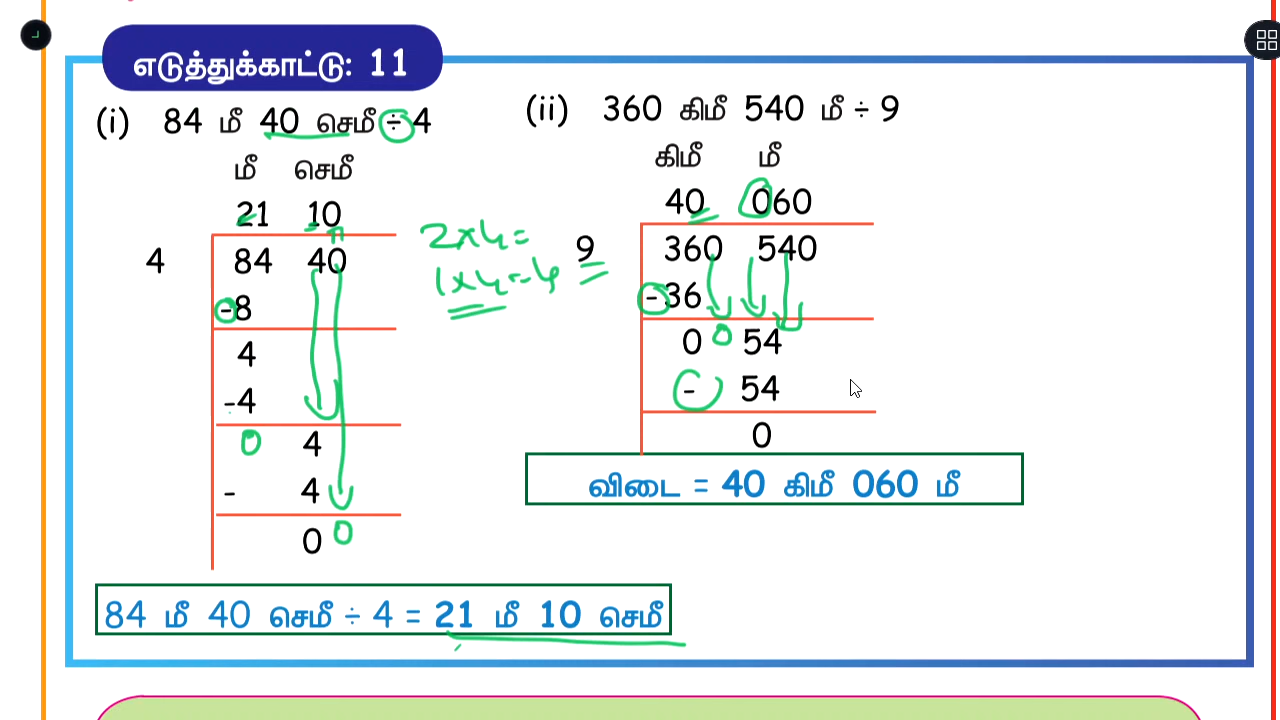 எடுத்துக்காட்டு: 11
(i) 84 மீ 40 செமீ ÷ 4
மீ செமீ
21 10
4 84 40
-8
4
-4
0 4
- 4
0 0
84 மீ 40 செமீ ÷ 4 = 21 மீ 10 செமீ
2x4=
1x4=4
(ii) 360 கிமீ 540 மீ ÷ 9
கிமீ மீ
40 060
9 360 540
-36
0 0 54
- 54
0
விடை = 40 கிமீ 060 மீ